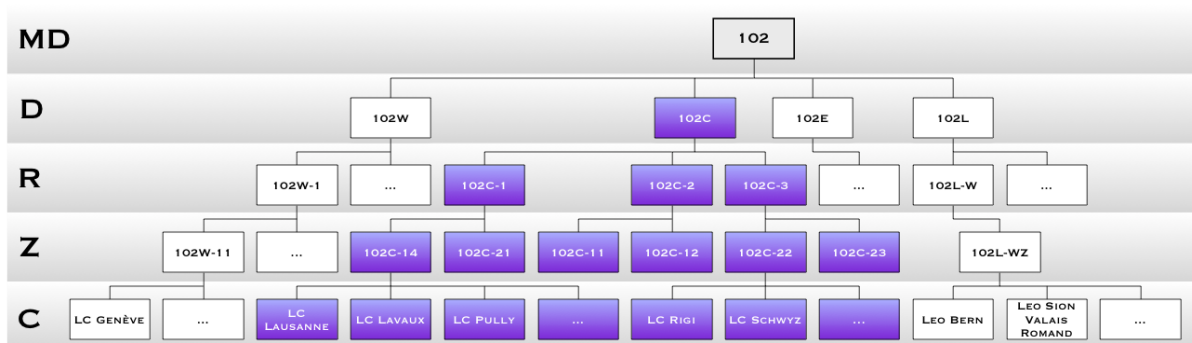 MD
102
D
102W
102C
102E
102L
R
102W-1
...
102C-1
102C-2
102C-3
...
102L-W
...
Z
102W-11
...
102C-14
102C-21
102C-11
102C-12
102C-22
102C-23
102L-WZ
C
LC GENÈVE
...
LC
LAUSANNE
LC LAVAUX
LC PULLY
...
LC RIGI
LC SCHWYZ
...
LEO BERN
LEO SION
VALAIS
ROMAND
...